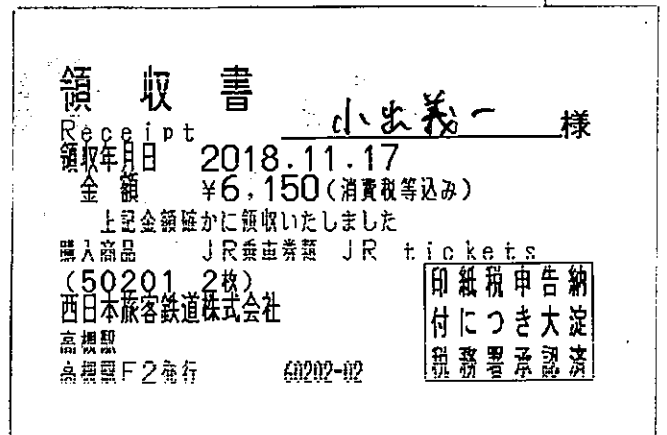 領収書
Receipt 小出義一 様
領収年月日 2018.11.17
金額 ¥6,150(消費税等込み)
上記金額確かに領収いたしました
購入商品 JR乗車券類 JR tickets
(50201 2枚)
西日本旅客鉄道株式会社
高槻駅
高槻駅F2発行 60202-02
印紙税申告納
付につき大淀
税務署承認済